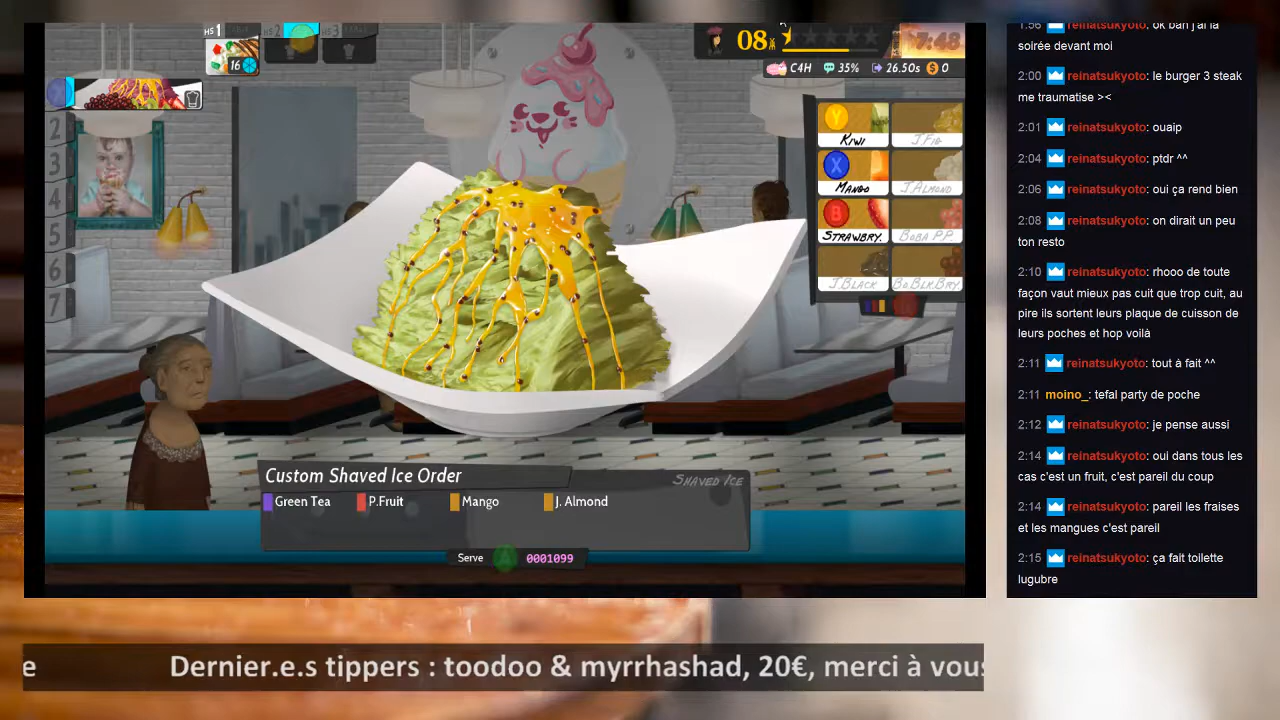 HS 1
HS 2
HS 3
16
08
7:48
C4H 35% 26.50s $ 0
2
3
4
5
6
7
Y
KIWI
J.FIG
X
MANGO
J.ALMOND
B
STRAWBRY.
BOBA P.P.
J.BLACK
BO.BLK.BRY
Custom Shaved Ice Order
SHAVED ICE
Green Tea P.Fruit Mango J. Almond
Serve A 0001099
1:56 reinatsukyoto: ok bah j'ai la
soirée devant moi
2:00 reinatsukyoto: le burger 3 steak
me traumatise ><
2:01 reinatsukyoto: ouaip
2:04 reinatsukyoto: ptdr ^^
2:06 reinatsukyoto: oui ça rend bien
2:08 reinatsukyoto: on dirait un peu
ton resto
2:10 reinatsukyoto: rhooo de toute
façon vaut mieux pas cuit que trop cuit, au
pire ils sortent leurs plaque de cuisson de
leurs poches et hop voilà
2:11 reinatsukyoto: tout à fait ^^
2:11 moino_: tefal party de poche
2:12 reinatsukyoto: je pense aussi
2:14 reinatsukyoto: oui dans tous les
cas c'est un fruit, c'est pareil du coup
2:14 reinatsukyoto: pareil les fraises
et les mangues c'est pareil
2:15 reinatsukyoto: ça fait toilette
lugubre
e Dernier.e.s tippers : toodoo & myrrhashad, 20€, merci à vous